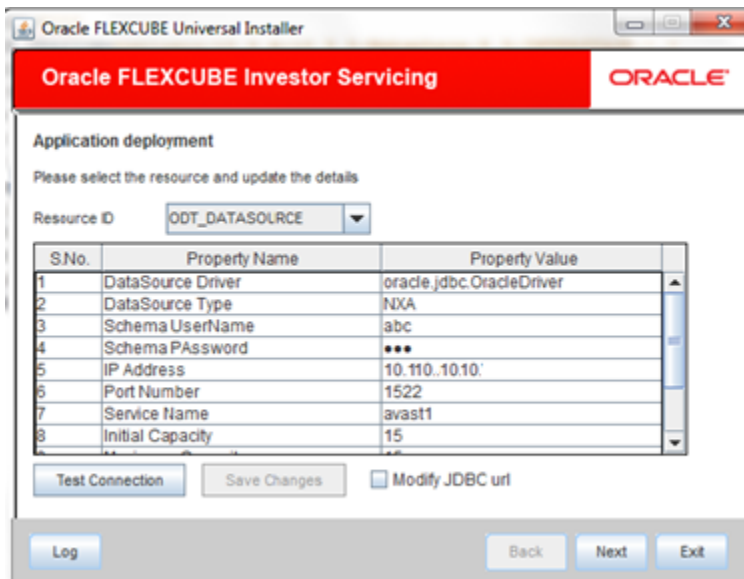 Oracle FLEXCUBE Universal Installer
Oracle FLEXCUBE Investor Servicing
ORACLE
Application deployment
Please select the resource and update the details
Resource ID ODT_DATASOURCE
S.No. Property Name Property Value
1 DataSource Driver oracle.jdbc.OracleDriver
2 DataSource Type NXA
3 Schema UserName abc
4 Schema PAssword •••
5 IP Address 10.110..10.10.
6 Port Number 1522
7 Service Name avast1
8 Initial Capacity 15
Test Connection Save Changes Modify JDBC url
Log Back Next Exit